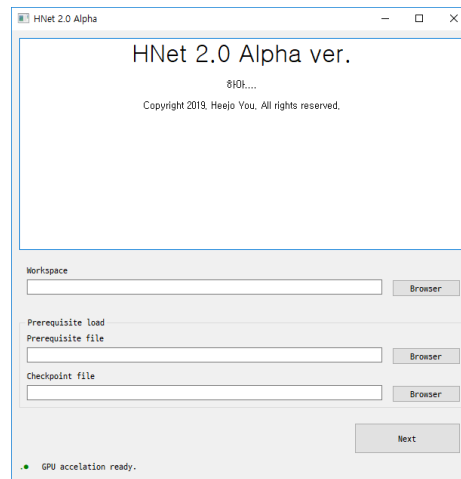 HNet 2.0 Alpha
HNet 2.0 Alpha ver.
하아....
Copyright 2019, Heejo You, All rights reserved,
Workspace
Browser
Prerequisite load
Prerequisite file
Browser
Checkpoint file
Browser
Next
GPU accelation ready.